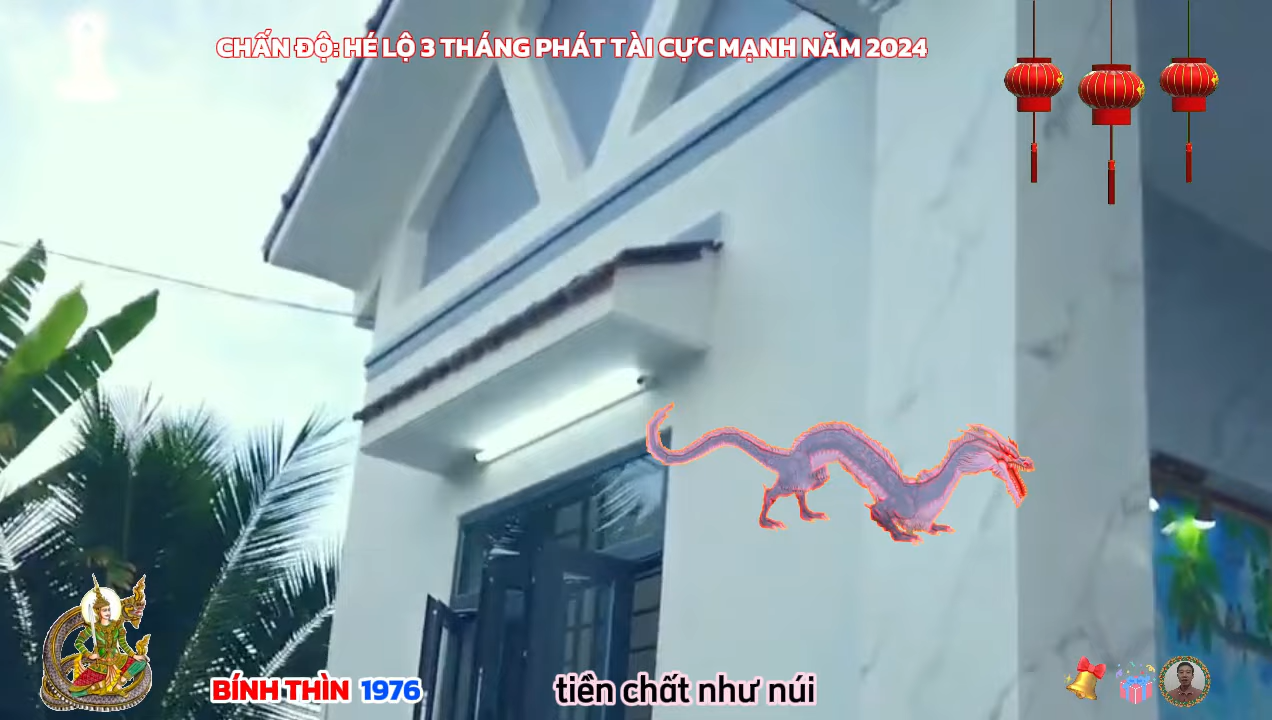 CHẤN ĐỘ: HÉ LỘ 3 THÁNG PHÁT TÀI CỰC MẠNH NĂM 2024
BÍNH THÌN 1976
tiền chất như núi